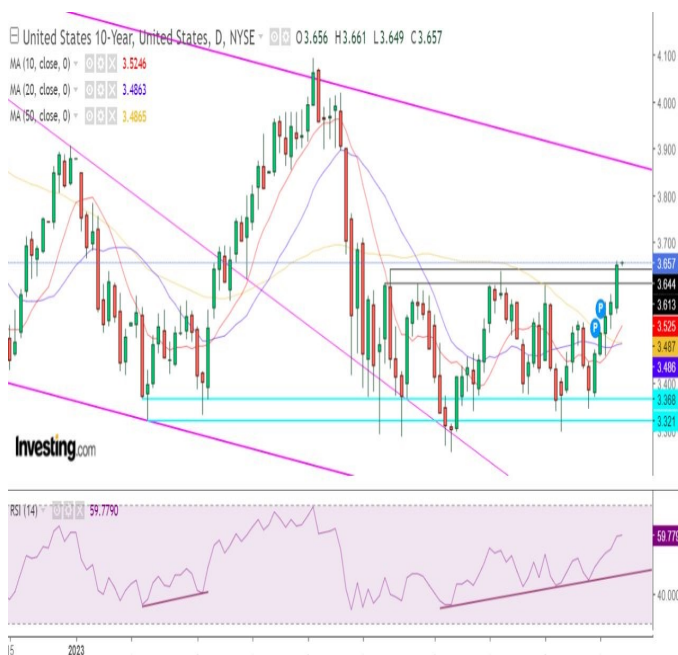 United States 10-Year, United States, D, NYSE O3.656 H3.661 L3.649 C3.657
MA (10, close, 0) 3.5246
MA (20, close, 0) 3.4863
MA (50, close, 0) 3.4865
4.100
4.000
3.900
3.800
3.700
3.657
3.644
3.613
P
P
3.525
3.487
3.486
3.400
3.368
3.321
3.300
Investing.com
RSI (14) 59.7790
59.779
40.000
15
2023